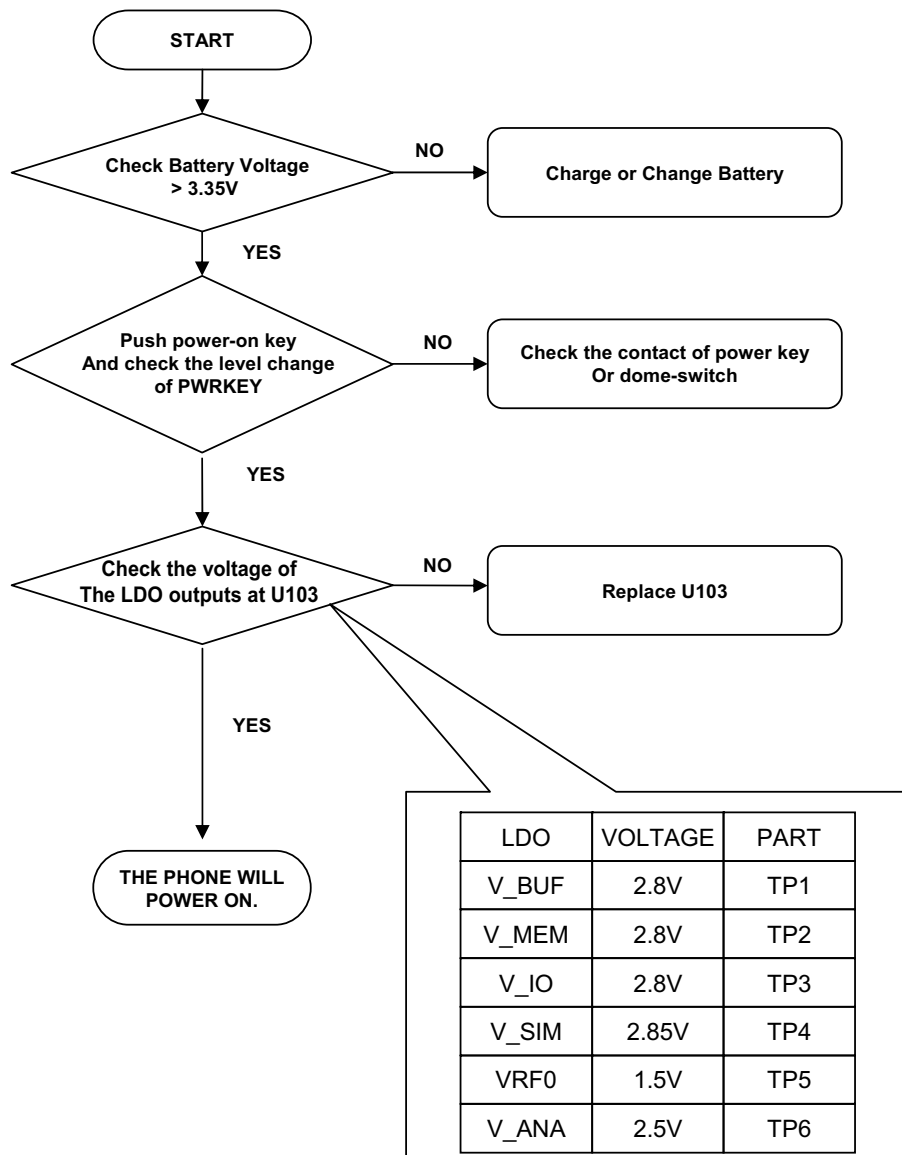 START
Check Battery Voltage
> 3.35V
NO
Charge or Change Battery
YES
Push power-on key
And check the level change
of PWRKEY
NO
Check the contact of power key
Or dome-switch
YES
Check the voltage of
The LDO outputs at U103
NO
Replace U103
YES
THE PHONE WILL
POWER ON.
LDO VOLTAGE PART
V_BUF 2.8V TP1
V_MEM 2.8V TP2
V_IO 2.8V TP3
V_SIM 2.85V TP4
VRF0 1.5V TP5
V_ANA 2.5V TP6